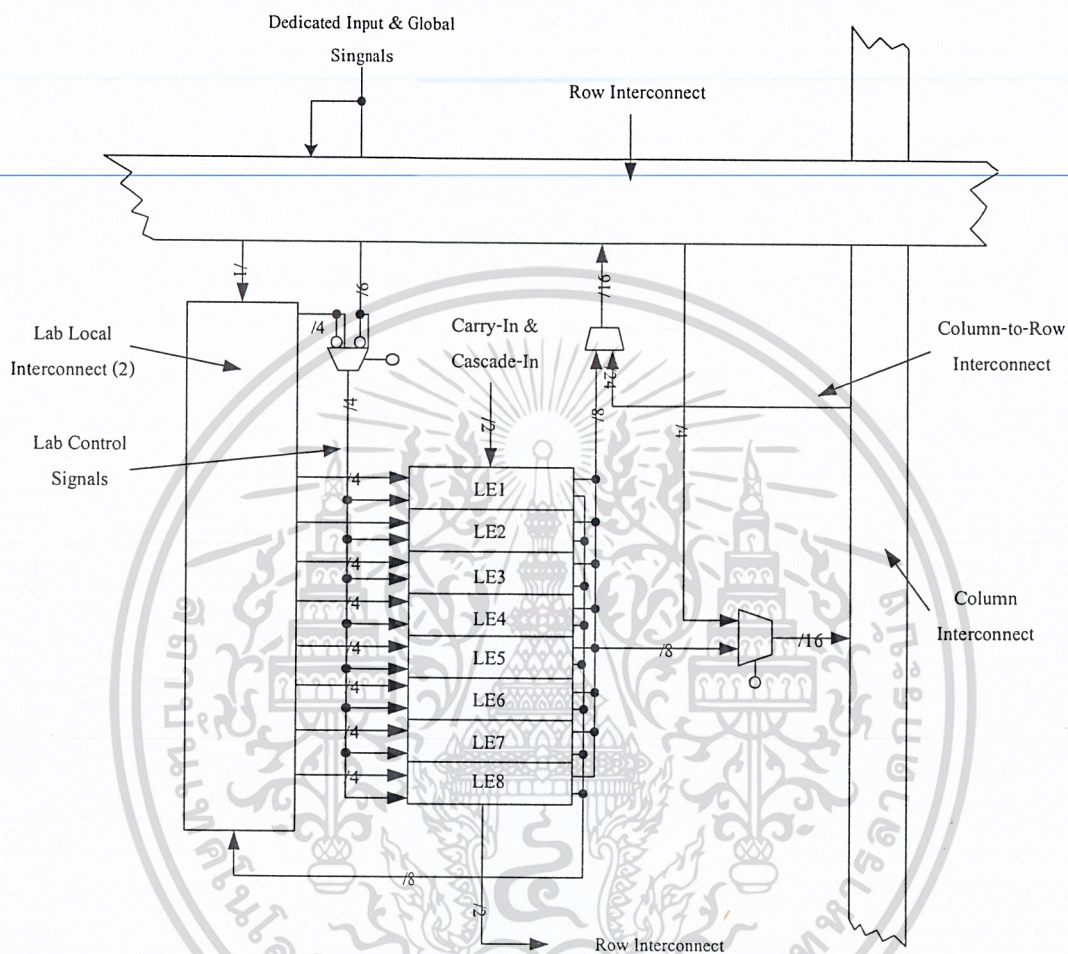 Dedicated Input & Global
Singnals
Row Interconnect
/1
/6
/16
/4
Lab Local
Interconnect (2)
Carry-In &
Cascade-In
Column-to-Row
Interconnect
/24
/4
/2
/8
/4
Lab Control
Signals
/4
LE1
LE2
/4
LE3
/4
LE4
Column
Interconnect
/4
LE5
/8
/16
/4
LE6
/4
LE7
/4
LE8
/8
/2
Row Interconnect